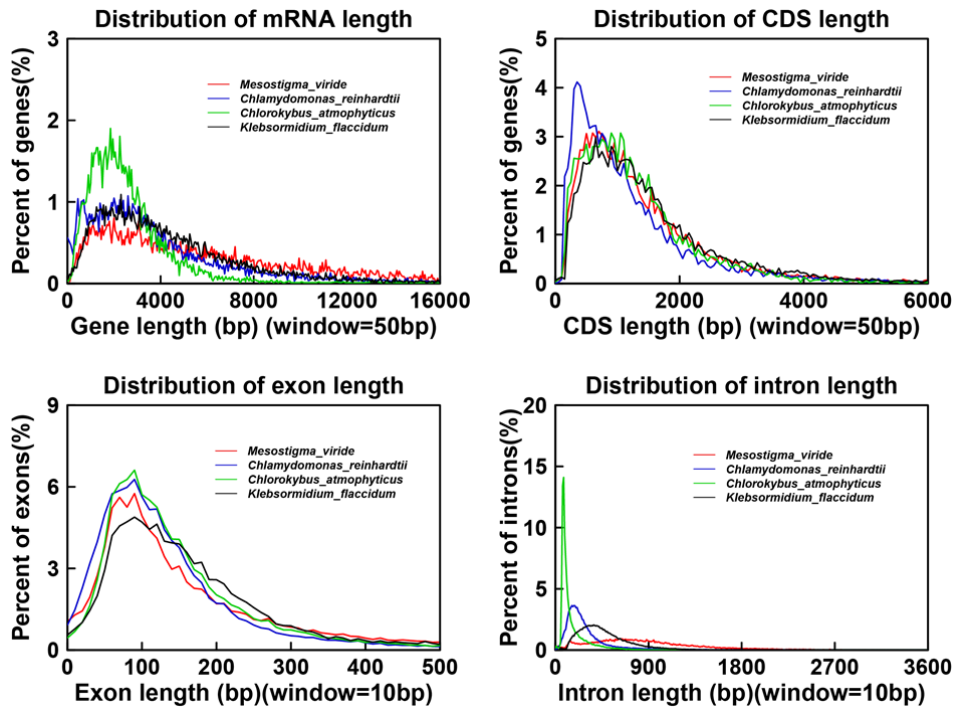 Distribution of mRNA length
Percent of genes(%)
3
2
1
0
Mesostigma_viride
Chlamydomonas_reinhardtii
Chlorokybus_atmophyticus
Klebsormidium_flaccidum
0 4000 8000 12000 16000
Gene length (bp) (window=50bp)
Distribution of CDS length
Percent of genes(%)
5
4
3
2
1
0
Mesostigma_viride
Chlamydomonas_reinhardtii
Chlorokybus_atmophyticus
Klebsormidium_flaccidum
0 2000 4000 6000
CDS length (bp) (window=50bp)
Distribution of exon length
Percent of exons(%)
9
6
3
0
Mesostigma_viride
Chlamydomonas_reinhardtii
Chlorokybus_atmophyticus
Klebsormidium_flaccidum
0 100 200 300 400 500
Exon length (bp)(window=10bp)
Distribution of intron length
Percent of introns(%)
20
15
10
5
0
Mesostigma_viride
Chlamydomonas_reinhardtii
Chlorokybus_atmophyticus
Klebsormidium_flaccidum
0 900 1800 2700 3600
Intron length (bp)(window=10bp)